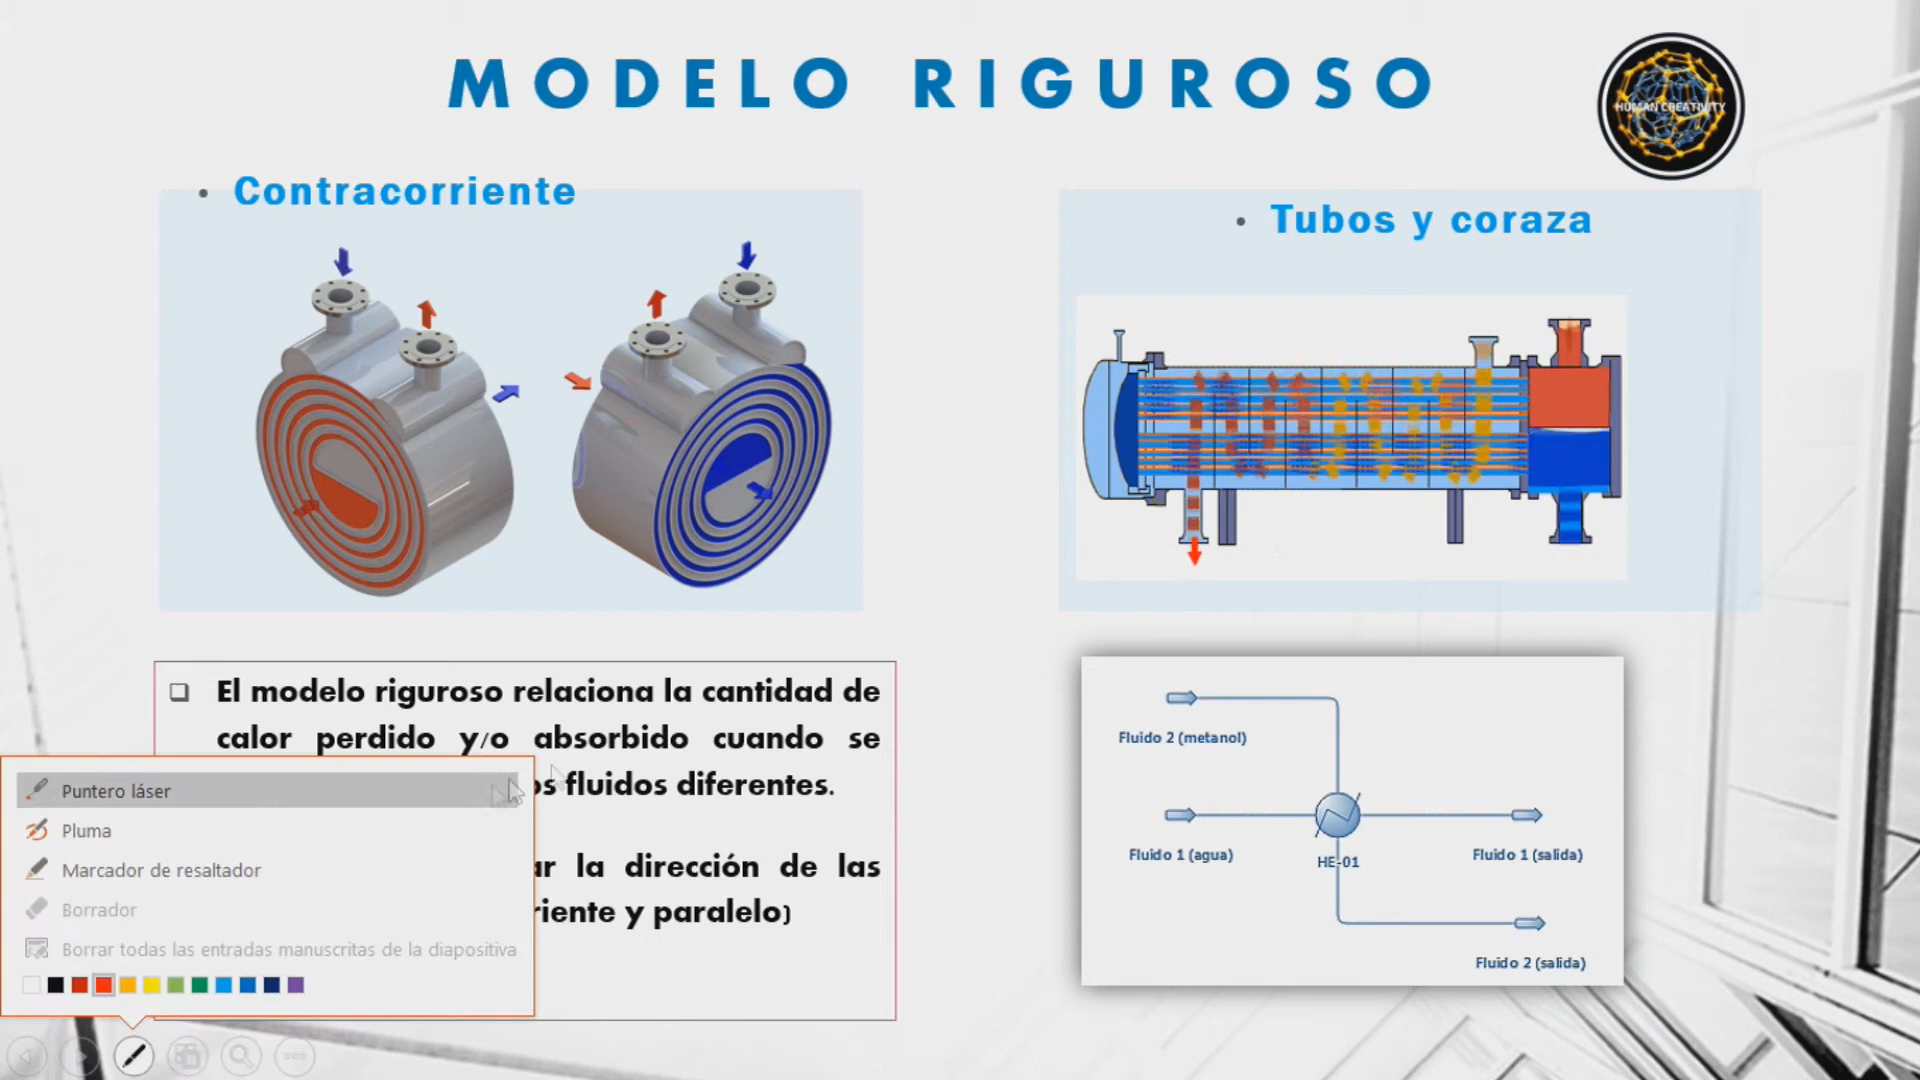 MODELO RIGUROSO
HUMAN CREATIVITY
• Contracorriente
• Tubos y coraza
El modelo riguroso relaciona la cantidad de
calor perdido y/o absorbido cuando se
fluidos diferentes.
la dirección de las
y paralelo)
Puntero láser
Pluma
Marcador de resaltador
Borrador
Borrar todas las entradas manuscritas de la diapositiva
Fluido 2 (metanol)
Fluido 1 (agua)
HE-01
Fluido 1 (salida)
Fluido 2 (salida)